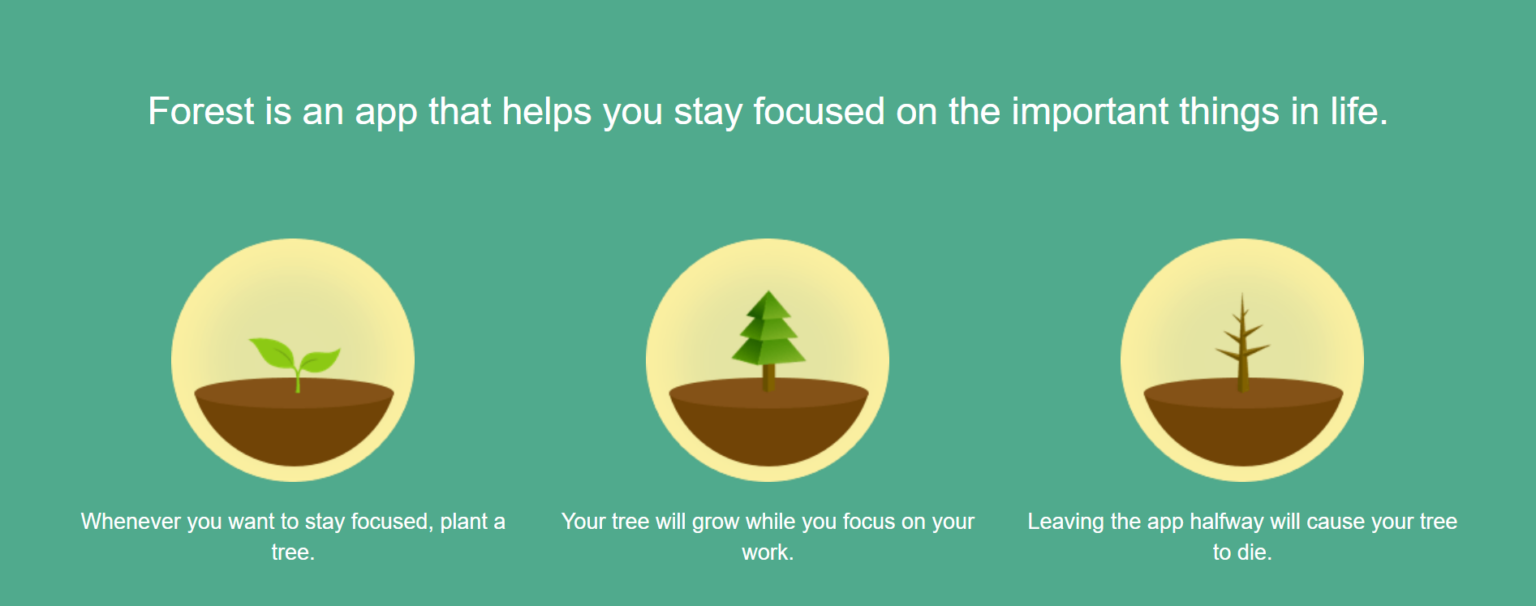 Forest is an app that helps you stay focused on the important things in life.
Whenever you want to stay focused, plant a
tree.
Your tree will grow while you focus on your
work.
Leaving the app halfway will cause your tree
to die.